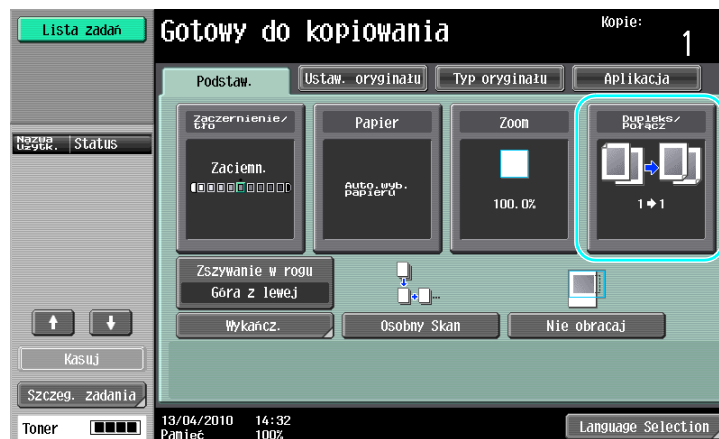 Lista zadań
Gotowy do kopiowania
Kopie:
1
Podstaw.
Ustaw. oryginału
Typ oryginału
Aplikacja
Nazwa
użytk.
Status
Zaczernienie/
tło
Papier
Zoom
Dupleks/
Połącz
Zaciemn.
Auto.wyb.
papieru
100.0%
1➧1
Zszywanie w rogu
Góra z lewej
Wykańcz.
Osobny Skan
Nie obracaj
Kasuj
Szczeg. zadania
Toner
13/04/2010 14:32
Pamięć 100%
Language Selection